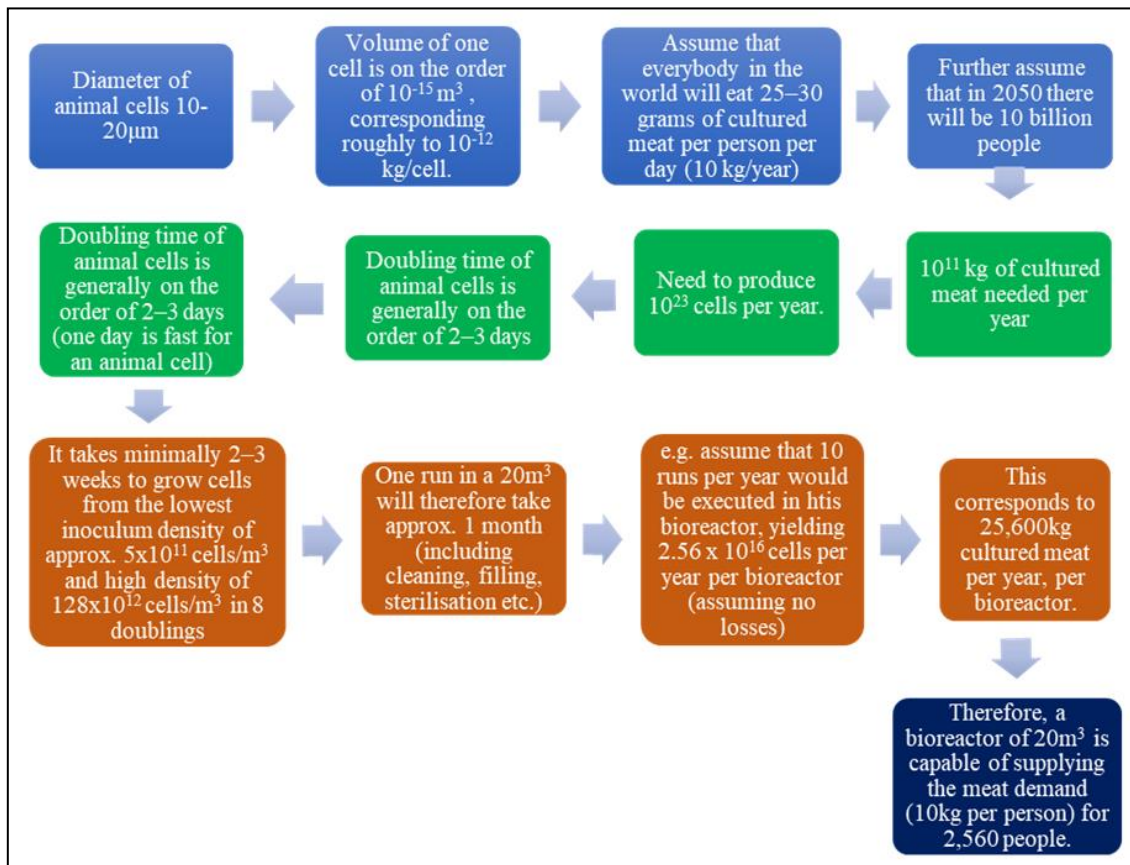 Diameter of
animal cells 10-
20μm
Volume of one
cell is on the order
of 10⁻¹⁵ m³ ,
corresponding
roughly to 10⁻¹²
kg/cell.
Assume that
everybody in the
world will eat 25–30
grams of cultured
meat per person per
day (10 kg/year)
Further assume
that in 2050 there
will be 10 billion
people
10¹¹ kg of cultured
meat needed per
year
Need to produce
10²³ cells per year.
Doubling time of
animal cells is
generally on the
order of 2–3 days
Doubling time of
animal cells is
generally on the
order of 2–3 days
(one day is fast for
an animal cell)
It takes minimally 2–3
weeks to grow cells
from the lowest
inoculum density of
approx. 5x10¹¹ cells/m³
and high density of
128x10¹² cells/m³ in 8
doublings
One run in a 20m³
will therefore take
approx. 1 month
(including
cleaning, filling,
sterilisation etc.)
e.g. assume that 10
runs per year would
be executed in htis
bioreactor, yielding
2.56 x 10¹⁶ cells per
year per bioreactor
(assuming no
losses)
This
corresponds to
25,600kg
cultured meat
per year, per
bioreactor.
Therefore, a
bioreactor of 20m³ is
capable of supplying
the meat demand
(10kg per person) for
2,560 people.